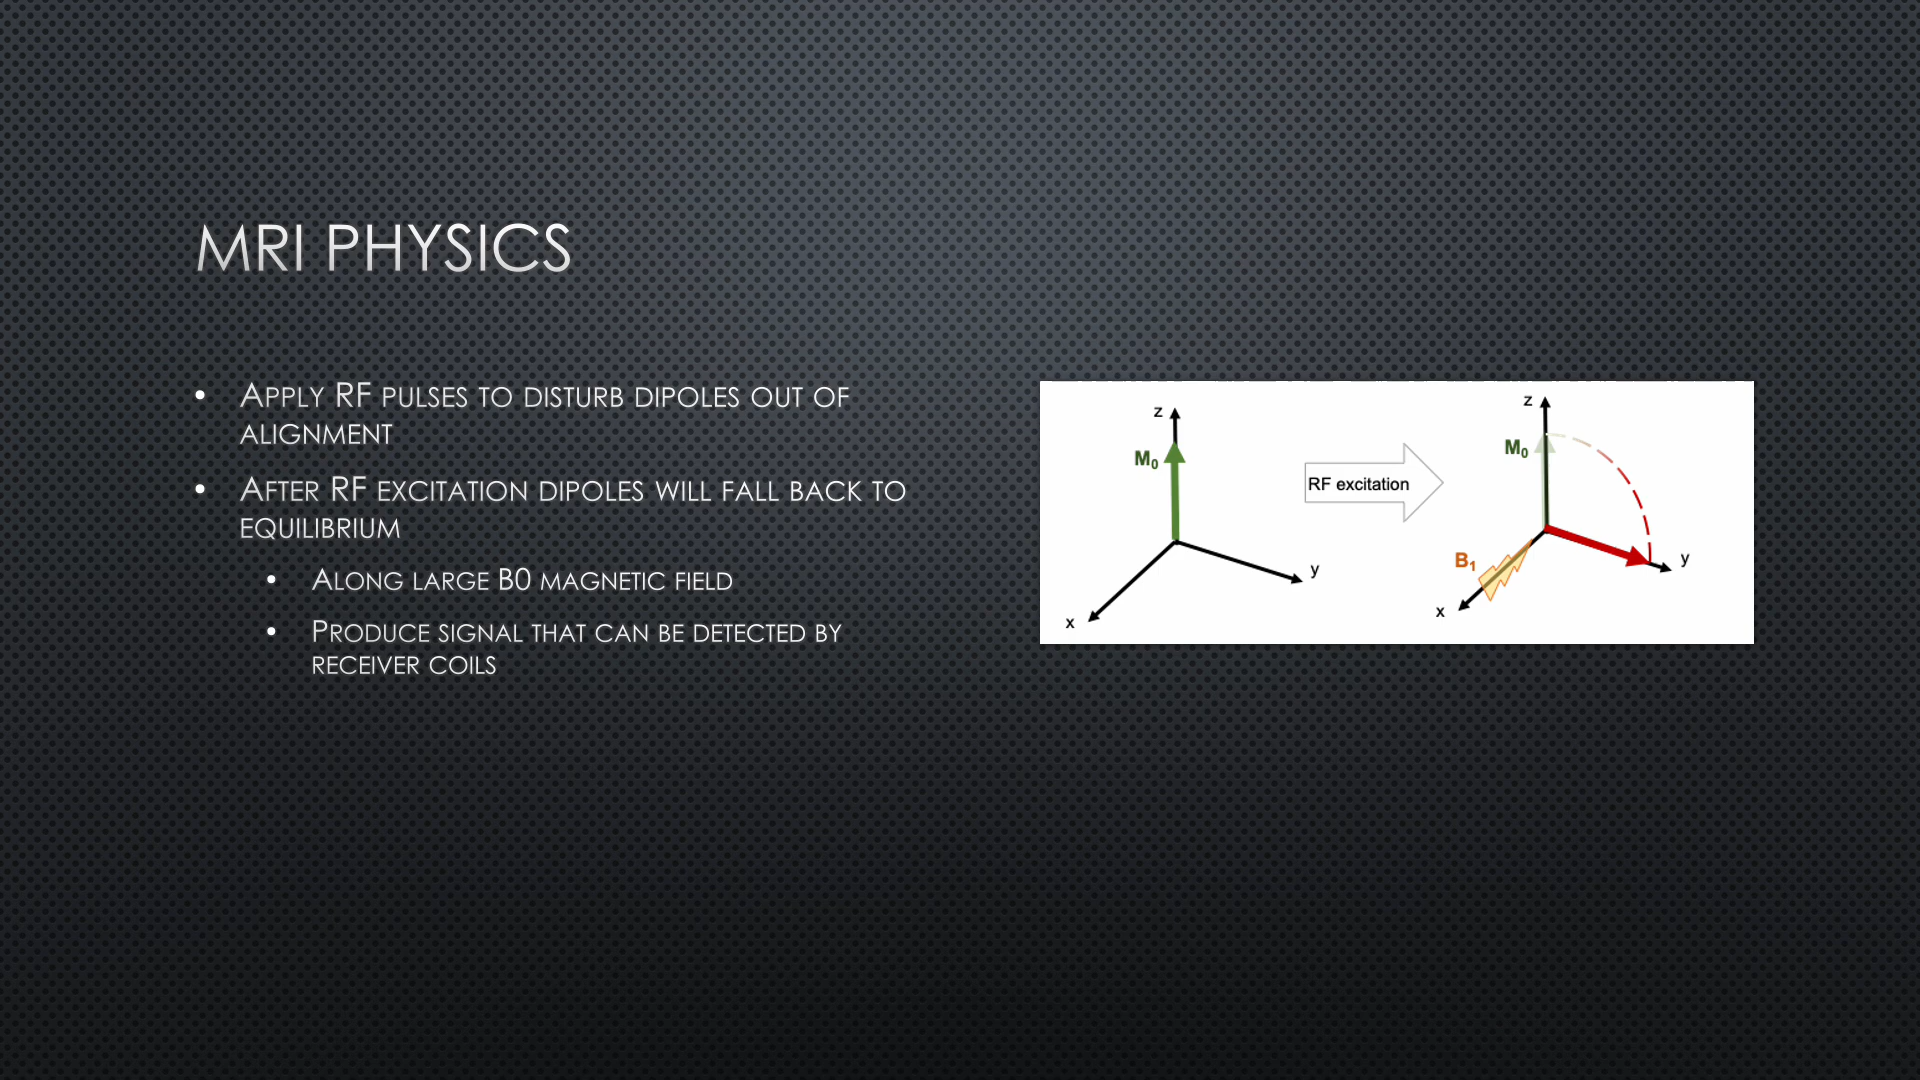 MRI PHYSICS
• APPLY RF PULSES TO DISTURB DIPOLES OUT OF
ALIGNMENT
• AFTER RF EXCITATION DIPOLES WILL FALL BACK TO
EQUILIBRIUM
• ALONG LARGE B0 MAGNETIC FIELD
• PRODUCE SIGNAL THAT CAN BE DETECTED BY
RECEIVER COILS
z
M₀
y
x
RF excitation
z
M₀
B₁
y
x